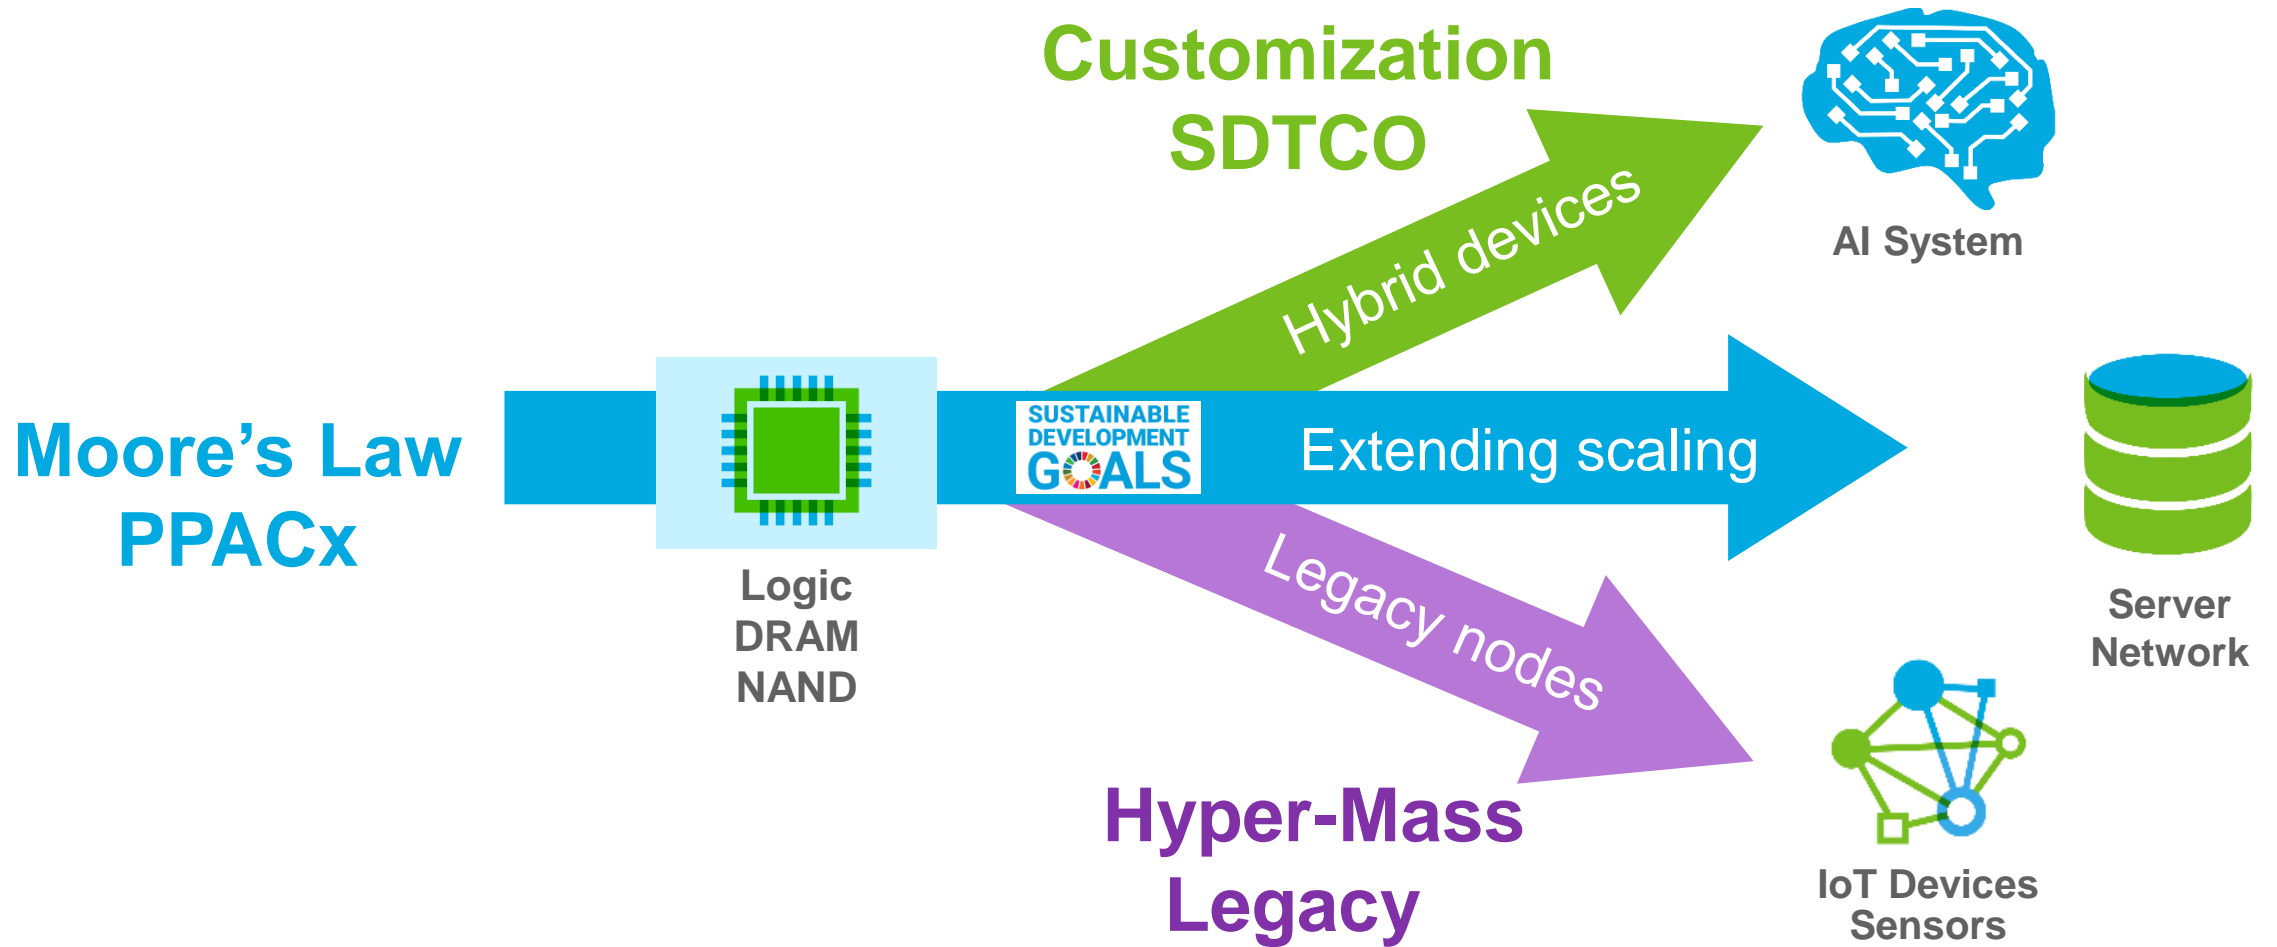 Customization
SDTCO
Hybrid devices
AI System
Moore's Law
PPACx
Logic
DRAM
NAND
SUSTAINABLE
DEVELOPMENT
GOALS
Extending scaling
Server
Network
Legacy nodes
Hyper-Mass
Legacy
IoT Devices
Sensors